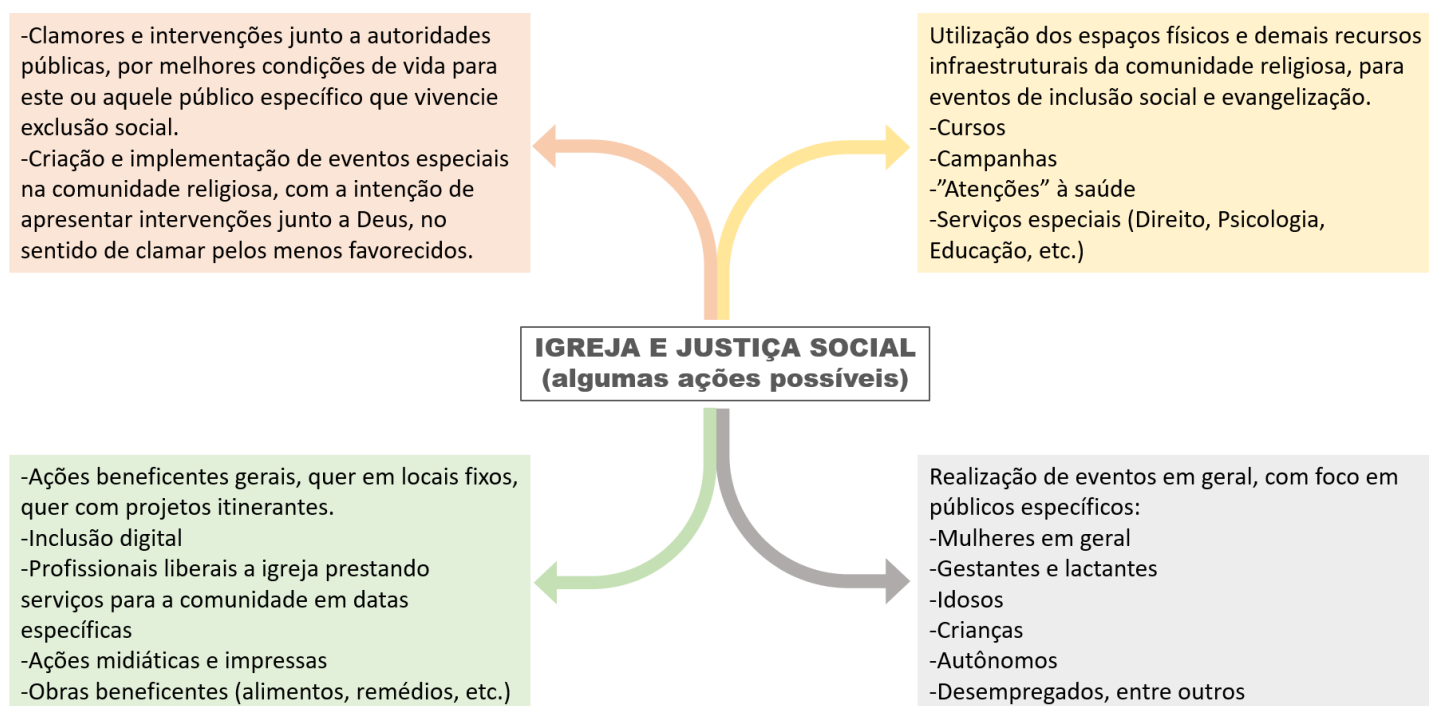 -Clamores e intervenções junto a autoridades
públicas, por melhores condições de vida para
este ou aquele público específico que vivencie
exclusão social.
-Criação e implementação de eventos especiais
na comunidade religiosa, com a intenção de
apresentar intervenções junto a Deus, no
sentido de clamar pelos menos favorecidos.
Utilização dos espaços físicos e demais recursos
infraestruturais da comunidade religiosa, para
eventos de inclusão social e evangelização.
-Cursos
-Campanhas
-”Atenções” à saúde
-Serviços especiais (Direito, Psicologia,
Educação, etc.)
IGREJA E JUSTIÇA SOCIAL
(algumas ações possíveis)
-Ações beneficentes gerais, quer em locais fixos,
quer com projetos itinerantes.
-Inclusão digital
-Profissionais liberais a igreja prestando
serviços para a comunidade em datas
específicas
-Ações midiáticas e impressas
-Obras beneficentes (alimentos, remédios, etc.)
Realização de eventos em geral, com foco em
públicos específicos:
-Mulheres em geral
-Gestantes e lactantes
-Idosos
-Crianças
-Autônomos
-Desempregados, entre outros